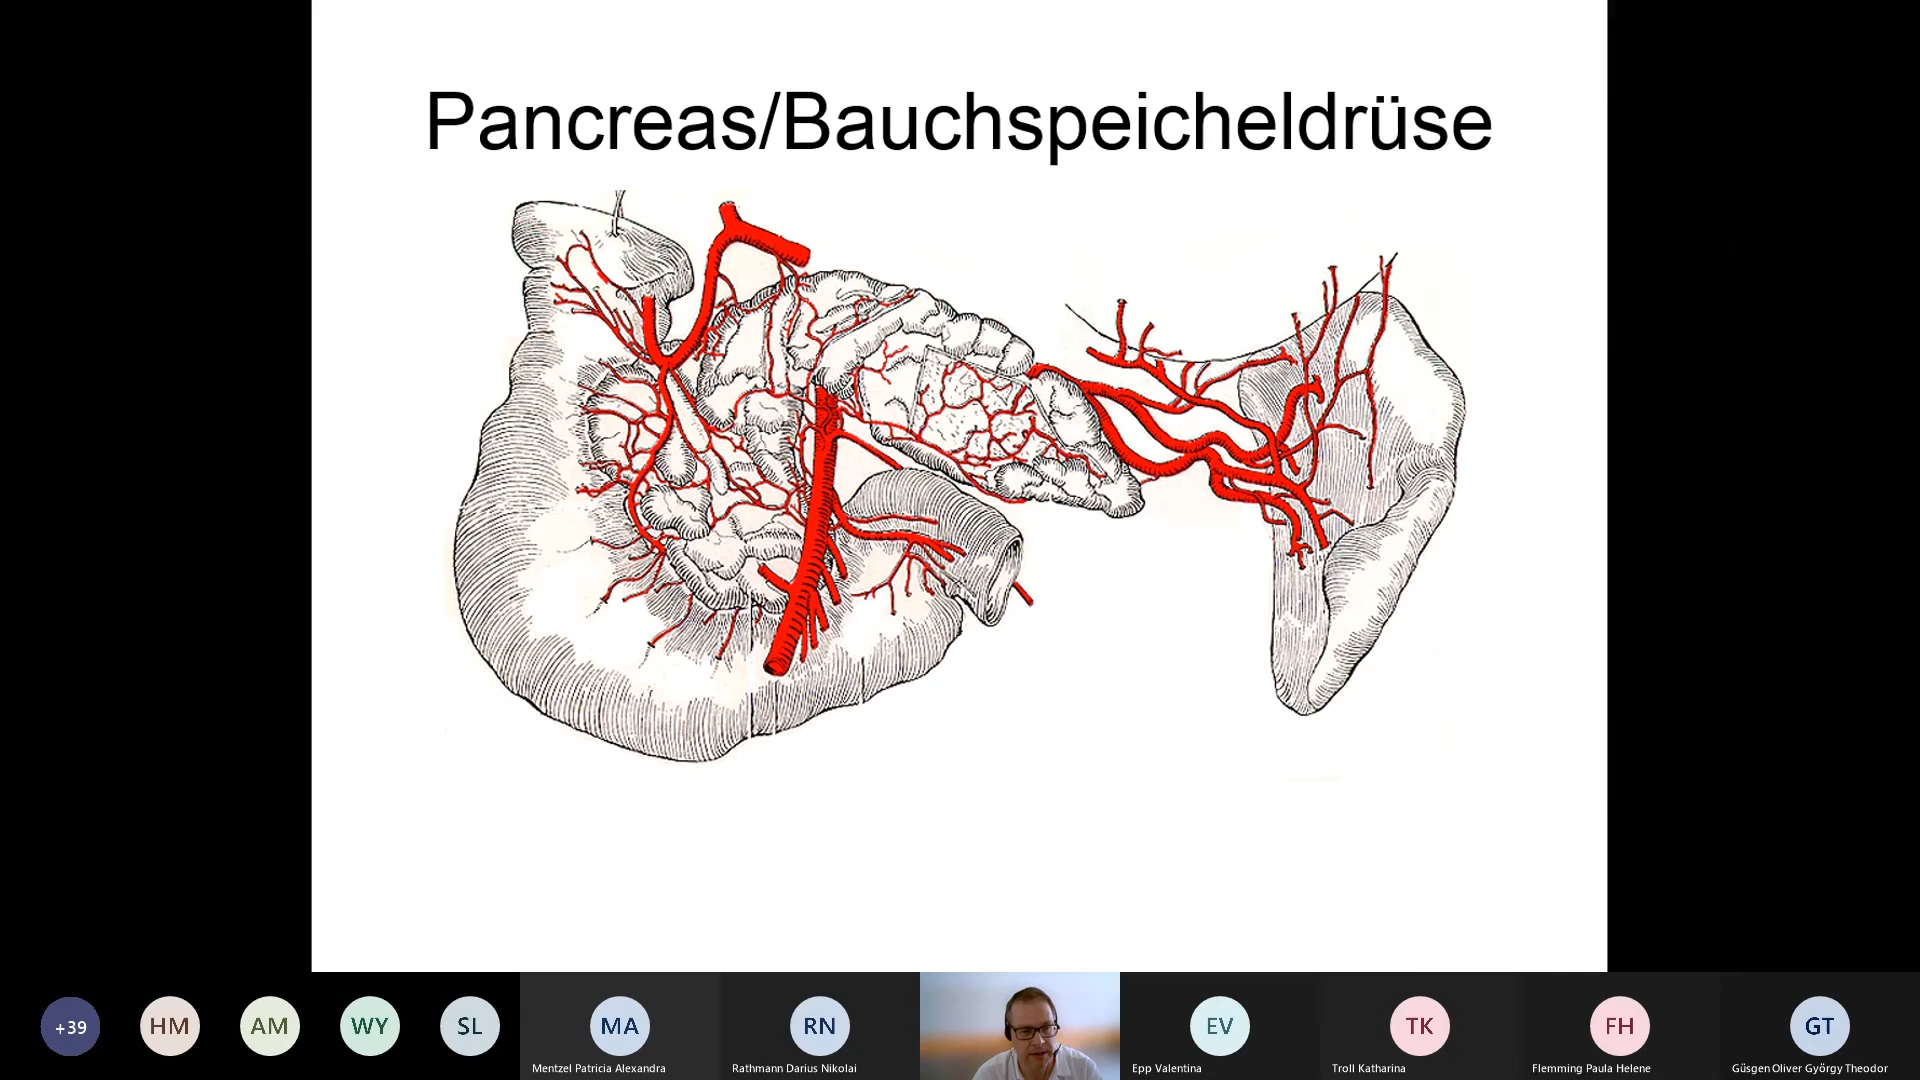 Pancreas/Bauchspeicheldrüse
+39
HM
AM
WY
SL
MA
RN
EV
TK
FH
GT
Mentzel Patricia Alexandra
Rathmann Darius Nikolai
Epp Valentina
Troll Katharina
Flemming Paula Helene
Güsgen Oliver György Theodor